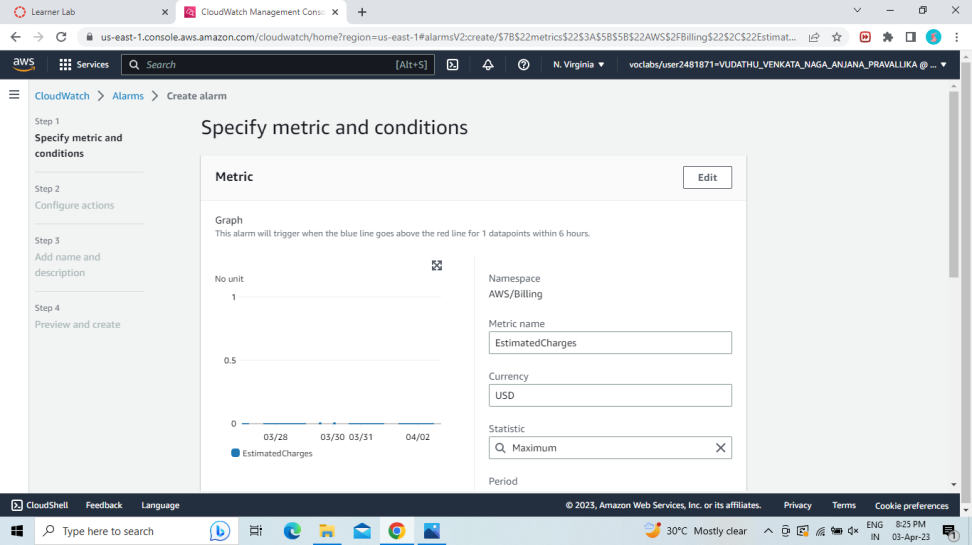 Learner Lab
CloudWatch Management Conso
us-east-1.console.aws.amazon.com/cloudwatch/home?region=us-east-1#alarmsV2:create/$7B$22metrics$22$3A$5B$5B$22AWS$2FBilling$22$2C$22Estimat...
aws
Services
Search
[Alt+S]
N. Virginia
voclabs/user2481871=VUDATHU_VENKATA_NAGA_ANJANA_PRAVALLIKA @ ...
CloudWatch
Alarms
Create alarm
Step 1
Specify metric and
conditions
Step 2
Configure actions
Step 3
Add name and
description
Step 4
Preview and create
Specify metric and conditions
Metric
Edit
Graph
This alarm will trigger when the blue line goes above the red line for 1 datapoints within 6 hours.
No unit
1
0.5
0
03/28
03/30
03/31
04/02
EstimatedCharges
Namespace
AWS/Billing
Metric name
EstimatedCharges
Currency
USD
Statistic
Maximum
Period
CloudShell
Feedback
Language
© 2023, Amazon Web Services, Inc. or its affiliates.
Privacy
Terms
Cookie preferences
Type here to search
30°C Mostly clear
ENG
IN
8:25 PM
03-Apr-23
1